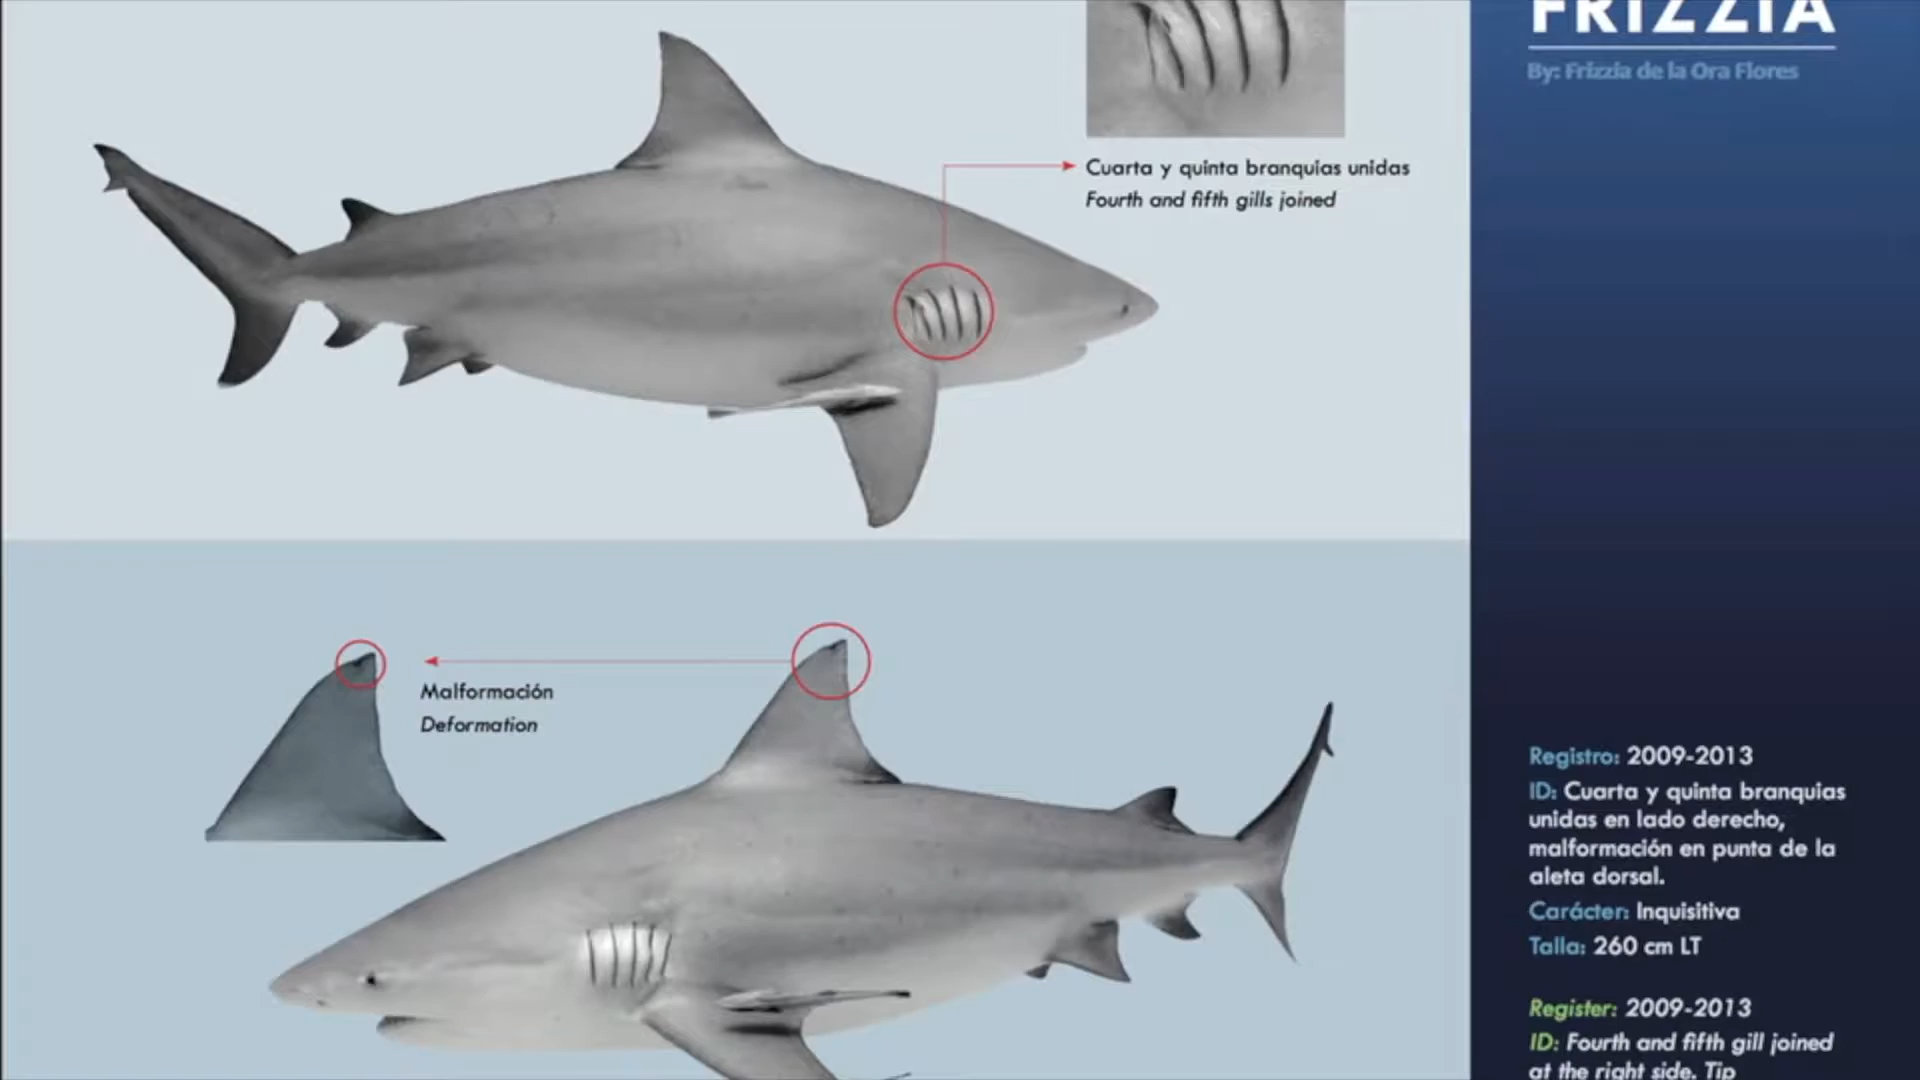 FRIZZIA
By: Frizzia de la Ora Flores
Cuarta y quinta branquias unidas
Fourth and fifth gills joined
Malformación
Deformation
Registro: 2009-2013
ID: Cuarta y quinta branquias
unidas en lado derecho,
malformación en punta de la
aleta dorsal.
Carácter: Inquisitiva
Talla: 260 cm LT
Register: 2009-2013
ID: Fourth and fifth gill joined
at the right side. Tip